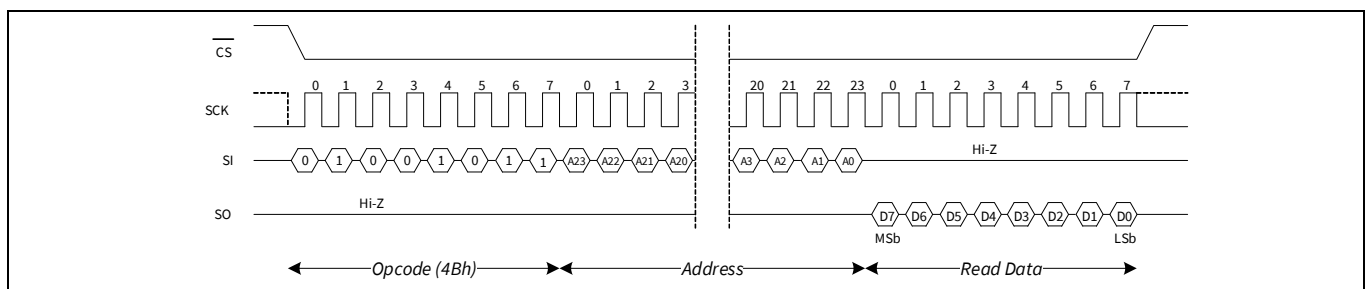 CS
0 1 2 3 4 5 6 7 0 1 2 3 20 21 22 23 0 1 2 3 4 5 6 7
SCK
Hi-Z
SI 0 1 0 0 1 0 1 1 A23 A22 A21 A20 A3 A2 A1 A0
Hi-Z
SO D7 D6 D5 D4 D3 D2 D1 D0
MSb LSb
Opcode (4Bh) Address Read Data